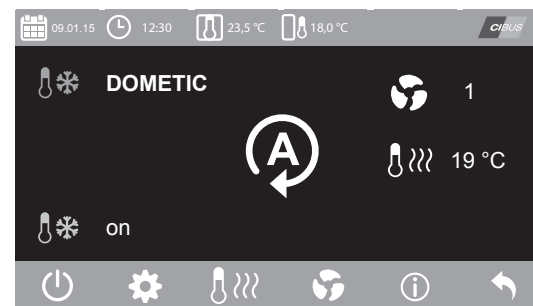 09.01.15 12:30 23,5 °C 18,0 °C CIBUS
DOMETIC 1
A
19 °C
on